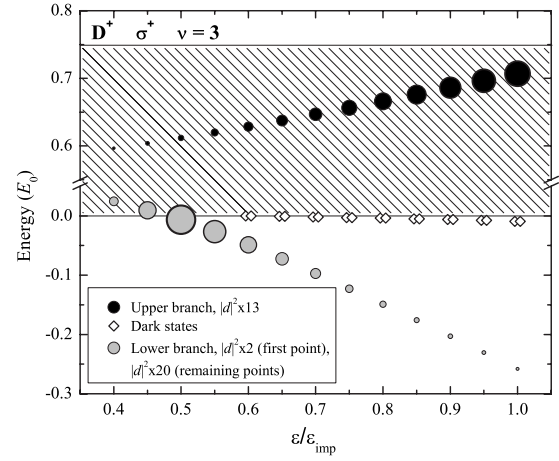 D⁺ σ⁺ ν = 3
0.8
0.7
0.6
0.0
-0.1
-0.2
-0.3
Energy (E₀)
Upper branch, |d|²x13
Dark states
Lower branch, |d|²x2 (first point),
|d|²x20 (remaining points)
0.4 0.5 0.6 0.7 0.8 0.9 1.0
ε/ε_imp